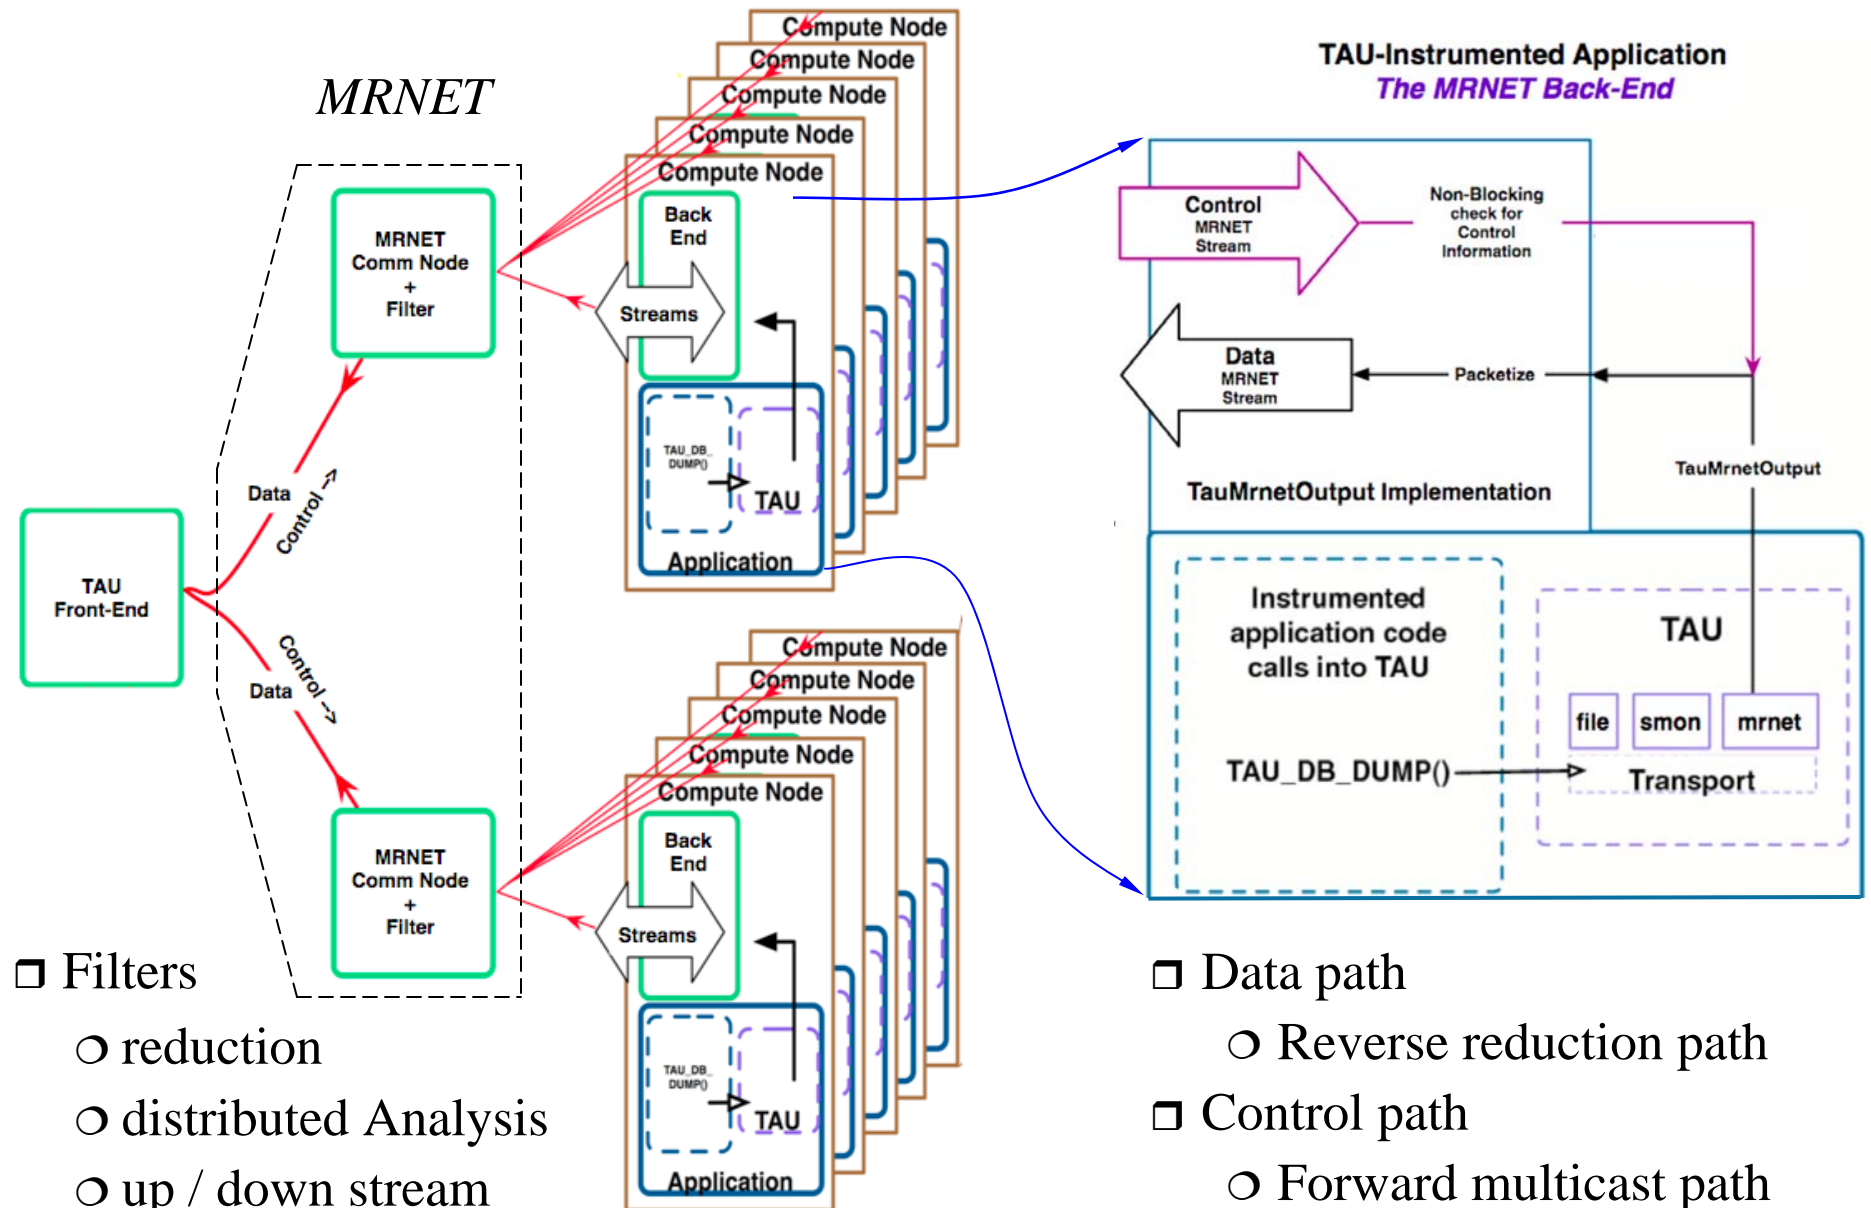 MRNET
Compute Node
Compute Node
Compute Node
Compute Node
Compute Node
MRNET
Comm Node
+
Filter
Back
End
Streams
TAU_DB_
DUMP()
TAU
Application
Data
Control -->
TAU
Front-End
Control -->
Data
Compute Node
Compute Node
Compute Node
Compute Node
Compute Node
MRNET
Comm Node
+
Filter
Back
End
Streams
TAU_DB_
DUMP()
TAU
Application
TAU-Instrumented Application
The MRNET Back-End
Control
MRNET
Stream
Non-Blocking
check for
Control
Information
Data
MRNET
Stream
Packetize
TauMrnetOutput
TauMrnetOutput Implementation
Instrumented
application code
calls into TAU
TAU_DB_DUMP()
TAU
file smon mrnet
Transport
❒ Filters
❍ reduction
❍ distributed Analysis
❍ up / down stream
❒ Data path
❍ Reverse reduction path
❒ Control path
❍ Forward multicast path